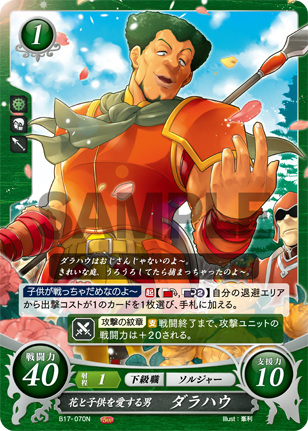 1
SAMPLE
ダラハウはおじさんじゃないのよ～。
きれいな庭、うろうろしてたら捕まっちゃったのよ～。
子供が戦っちゃだめなのよ～
起
自分の退避エリア
から出撃コストが1のカードを1枚選び、手札に加える。
攻撃の紋章
支
戦闘終了まで、攻撃ユニットの
戦闘力は+20される。
戦闘力
40
射程
1
下級職
ソルジャー
支援力
10
花と子供を愛する男
ダラハウ
B17-070N
Illust：